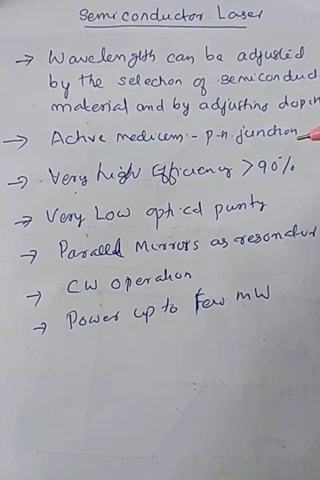 Semiconductor Laser
→ Wavelength can be adjusted
by the selection of semiconduc
material and by adjusting dopin
→ Active medium:- p-n junction
→ Very high Efficiency > 90%
→ Very Low optical purity
→ Parallel Mirrors as resonator
→ CW operation
→ Power up to few mW